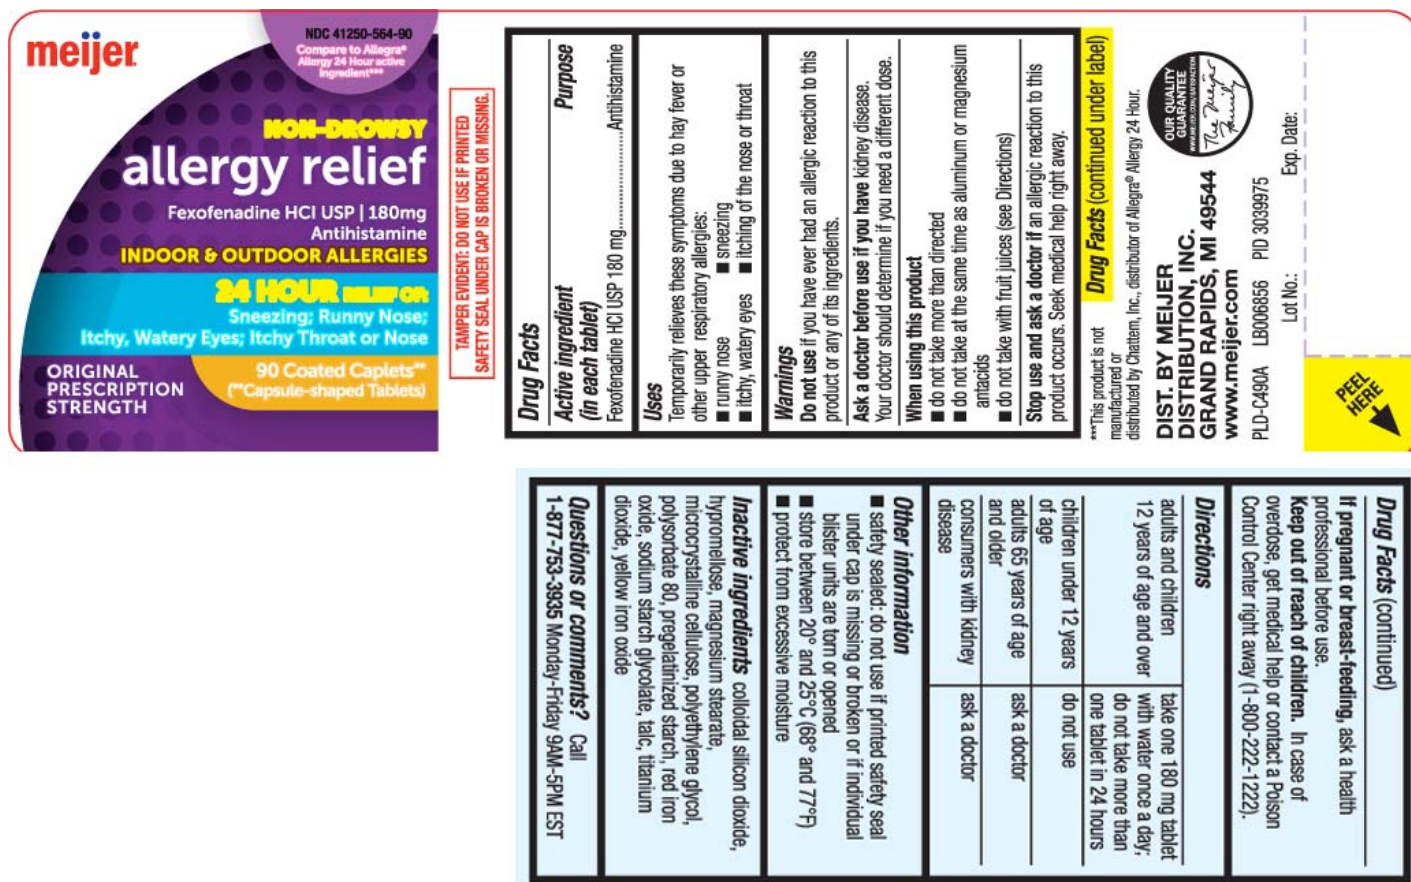 meijer
NDC 41250-564-90
Compare to Allegra®
Allergy 24 Hour active
ingredient***
NON-DROWSY
allergy relief
Fexofenadine HCl USP | 180mg
Antihistamine
INDOOR & OUTDOOR ALLERGIES
24 HOUR RELIEF OF:
Sneezing; Runny Nose;
Itchy, Watery Eyes; Itchy Throat or Nose
ORIGINAL
PRESCRIPTION
STRENGTH
90 Coated Caplets**
(**Capsule-shaped Tablets)
TAMPER EVIDENT: DO NOT USE IF PRINTED
SAFETY SEAL UNDER CAP IS BROKEN OR MISSING.
Drug Facts
Active ingredient Purpose
(in each tablet)
Fexofenadine HCl USP 180 mg..........................Antihistamine
Uses
Temporarily relieves these symptoms due to hay fever or
other upper respiratory allergies:
■ runny nose ■ sneezing
■ itchy, watery eyes ■ itching of the nose or throat
Warnings
Do not use if you have ever had an allergic reaction to this
product or any of its ingredients.
Ask a doctor before use if you have kidney disease.
Your doctor should determine if you need a different dose.
When using this product
■ do not take more than directed
■ do not take at the same time as aluminum or magnesium
antacids
■ do not take with fruit juices (see Directions)
Stop use and ask a doctor if an allergic reaction to this
product occurs. Seek medical help right away.
Drug Facts (continued under label)
***This product is not
manufactured or
distributed by Chattem, Inc., distributor of Allegra® Allergy 24 Hour.
DIST. BY MEIJER
DISTRIBUTION, INC.
GRAND RAPIDS, MI 49544
www.meijer.com
OUR QUALITY
GUARANTEE
WWW.MEIJER.COM/SATISFACTION
The Meijer
Family
PLD-C490A LB006856 PID 3039975
Lot No.: Exp. Date:
PEEL
HERE
Drug Facts (continued)
If pregnant or breast-feeding, ask a health
professional before use.
Keep out of reach of children. In case of
overdose, get medical help or contact a Poison
Control Center right away (1-800-222-1222).
Directions
adults and children
12 years of age and over
take one 180 mg tablet
with water once a day;
do not take more than
one tablet in 24 hours
children under 12 years
of age
do not use
adults 65 years of age
and older
ask a doctor
consumers with kidney
disease
ask a doctor
Other information
■ safety sealed: do not use if printed safety seal
under cap is missing or broken or if individual
blister units are torn or opened
■ store between 20° and 25°C (68° and 77°F)
■ protect from excessive moisture
Inactive ingredients colloidal silicon dioxide,
hypromellose, magnesium stearate,
microcrystalline cellulose, polyethylene glycol,
polysorbate 80, pregelatinized starch, red iron
oxide, sodium starch glycolate, talc, titanium
dioxide, yellow iron oxide
Questions or comments? Call
1-877-753-3935 Monday-Friday 9AM-5PM EST